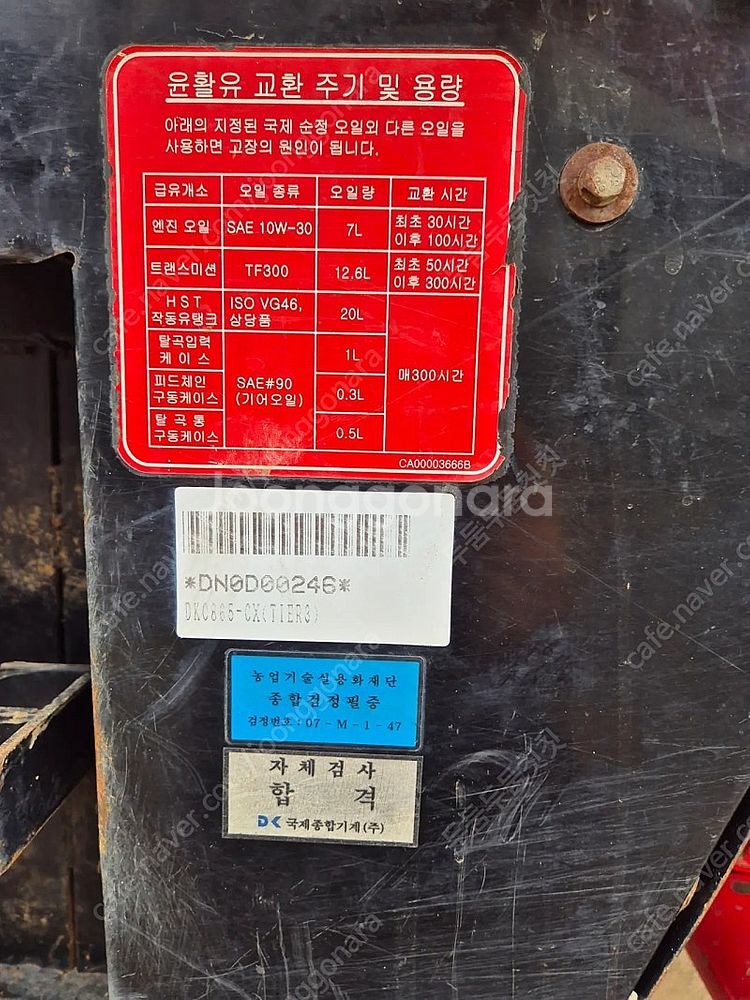 윤활유 교환 주기 및 용량
아래의 지정된 국제 순정 오일외 다른 오일을
사용하면 고장의 원인이 됩니다.
급유개소 오일 종류 오일량 교환 시간
엔진 오일 SAE 10W-30 7L 최초 30시간
이후 100시간
트랜스미션 TF300 12.6L 최초 50시간
이후 300시간
H S T
작동유탱크 ISO VG46,
상당품 20L
매300시간
탈곡입력
케 이 스 1L
SAE#90
(기어오일)
피드체인
구동케이스 0.3L
탈 곡 통
구동케이스 0.5L
CA00003666B
joonggonara
*DN0D00246*
DKC865-CX(TIER3)
농업기술실용화재단
종합검정필증
검정번호 : 07 - M - 1 - 47
자 체 검 사
합 격
DK 국제종합기계(주)
cafe.naver.com/joonggonara